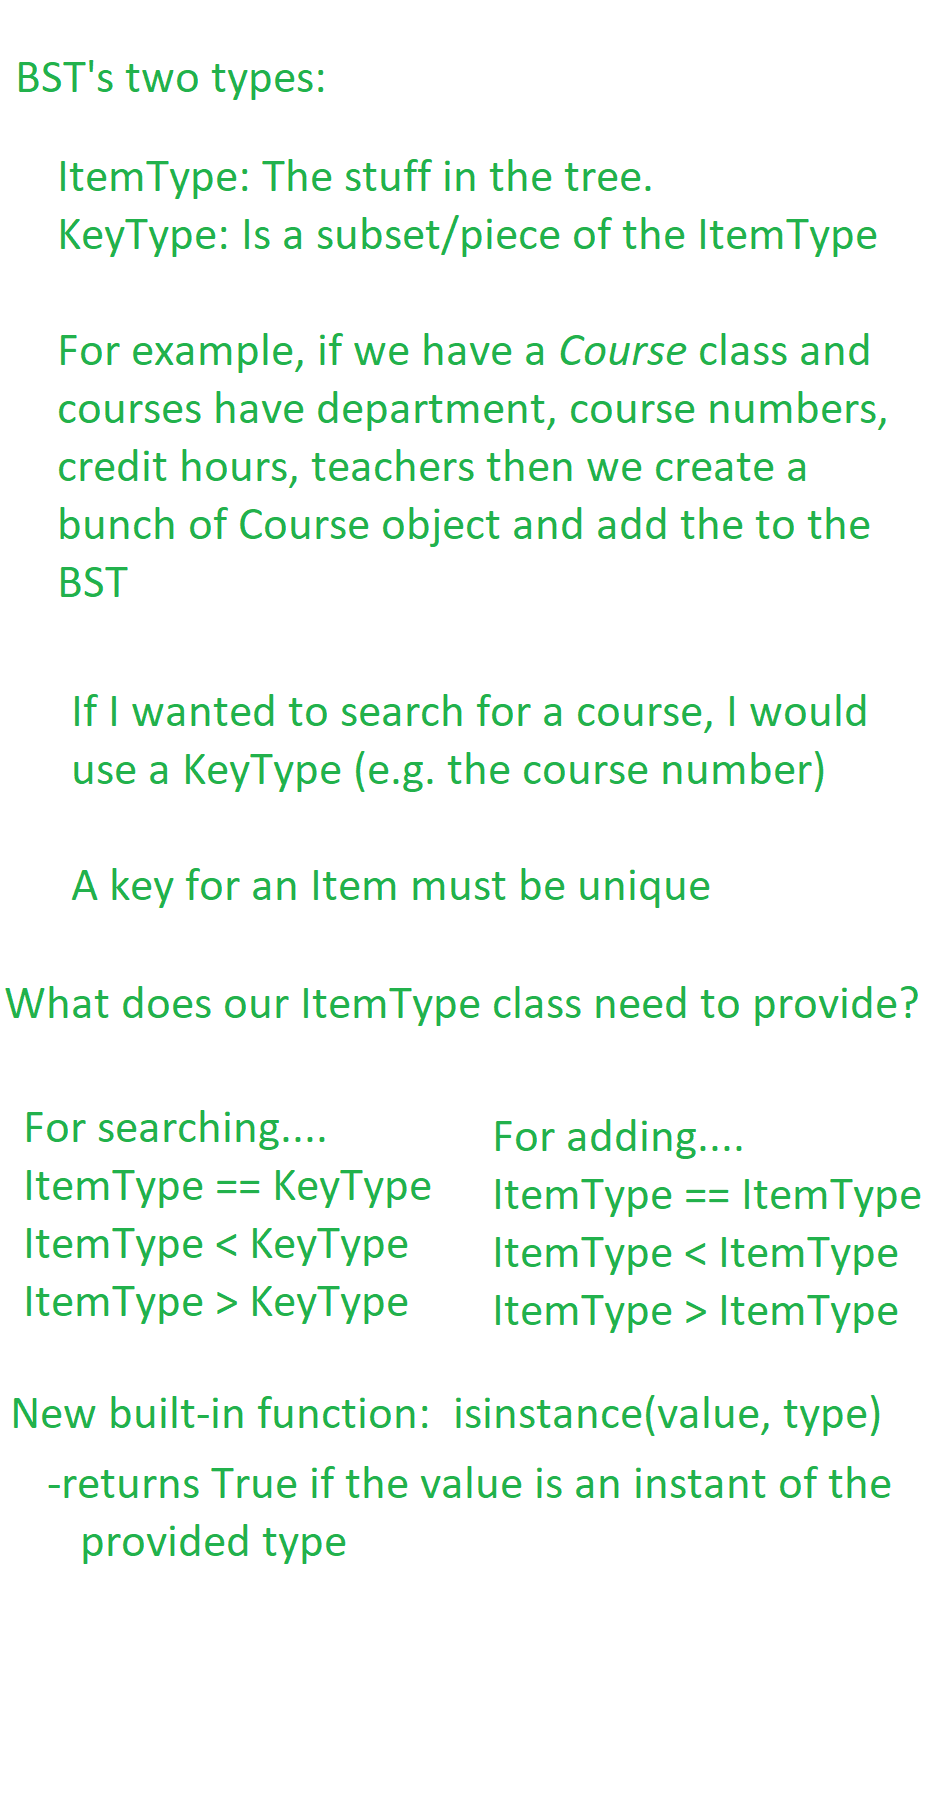 BST's two types:
ItemType: The stuff in the tree.
KeyType: Is a subset/piece of the ItemType
For example, if we have a Course class and
courses have department, course numbers,
credit hours, teachers then we create a
bunch of Course object and add the to the
BST
If I wanted to search for a course, I would
use a KeyType (e.g. the course number)
A key for an Item must be unique
What does our ItemType class need to provide?
For searching....
ItemType == KeyType
ItemType < KeyType
ItemType > KeyType
For adding....
ItemType == ItemType
ItemType < ItemType
ItemType > ItemType
New built-in function:  isinstance(value, type)
-returns True if the value is an instant of the
provided type